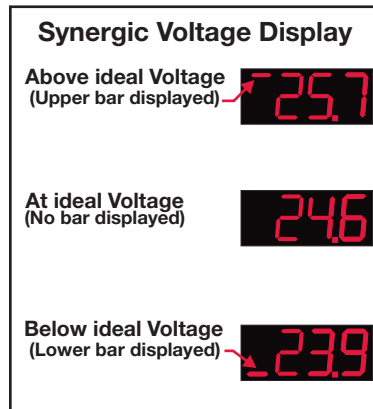 Synergic Voltage Display
Above ideal Voltage
(Upper bar displayed)
25.7
At ideal Voltage
(No bar displayed)
24.6
Below ideal Voltage
(Lower bar displayed)
23.9